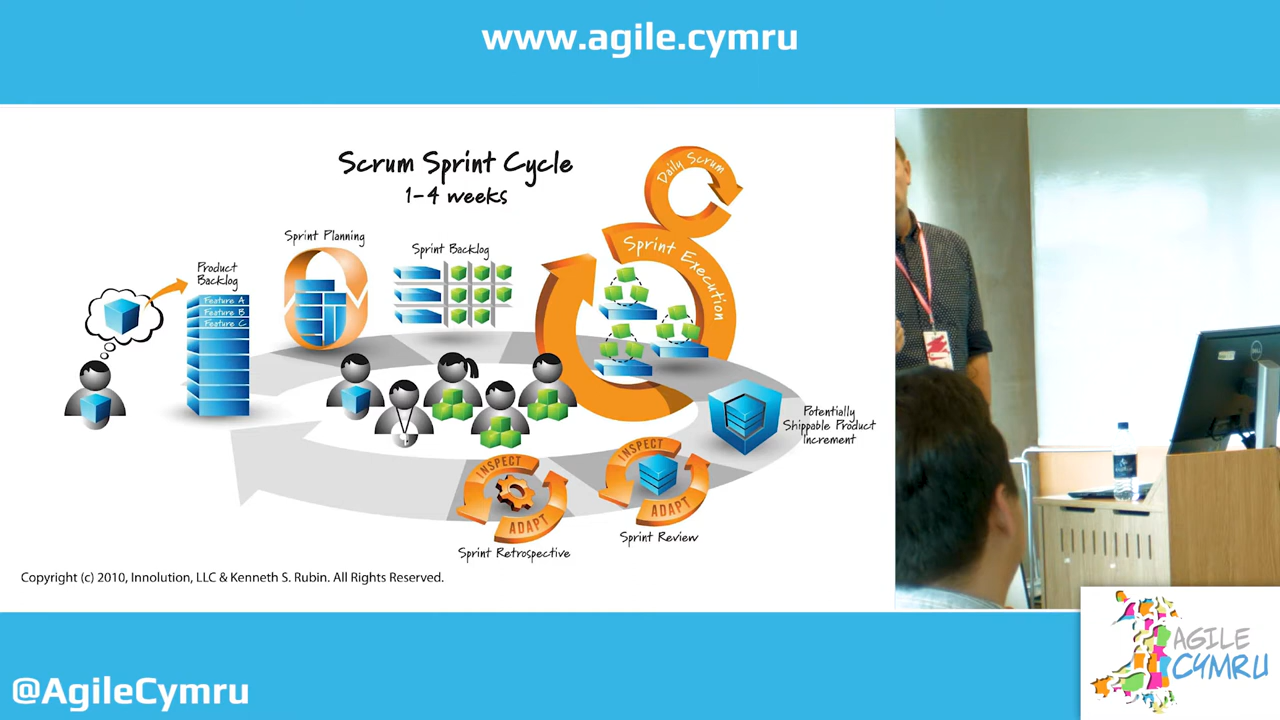 www.agile.cymru
Scrum Sprint Cycle
1-4 weeks
Daily Scrum
Sprint Planning
Sprint Backlog
Sprint Execution
Product
Backlog
Feature A
Feature B
Feature C
Potentially
Shippable Product
Increment
INSPECT
ADAPT
Sprint Review
INSPECT
ADAPT
Sprint Retrospective
Copyright (c) 2010, Innolution, LLC & Kenneth S. Rubin. All Rights Reserved.
DELL
@AgileCymru
AGILE
CYMRU